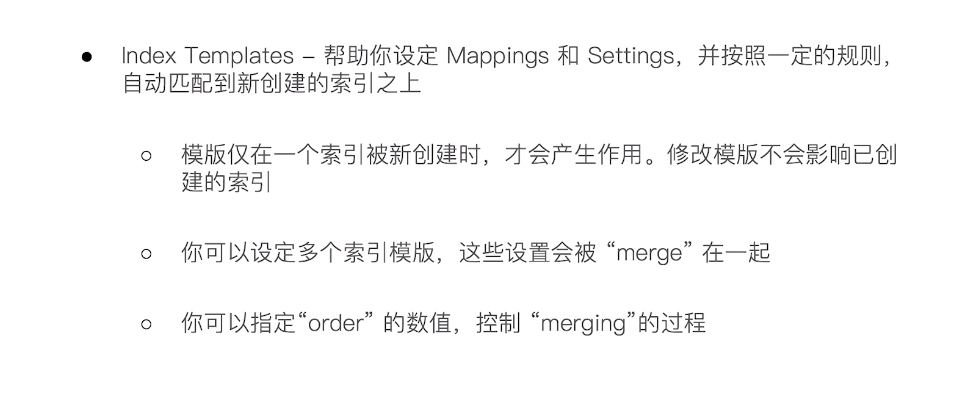 ● Index Templates – 帮助你设定 Mappings 和 Settings，并按照一定的规则，
自动匹配到新创建的索引之上
○ 模版仅在一个索引被新创建时，才会产生作用。修改模版不会影响已创
建的索引
○ 你可以设定多个索引模版，这些设置会被 “merge” 在一起
○ 你可以指定“order” 的数值，控制 “merging”的过程